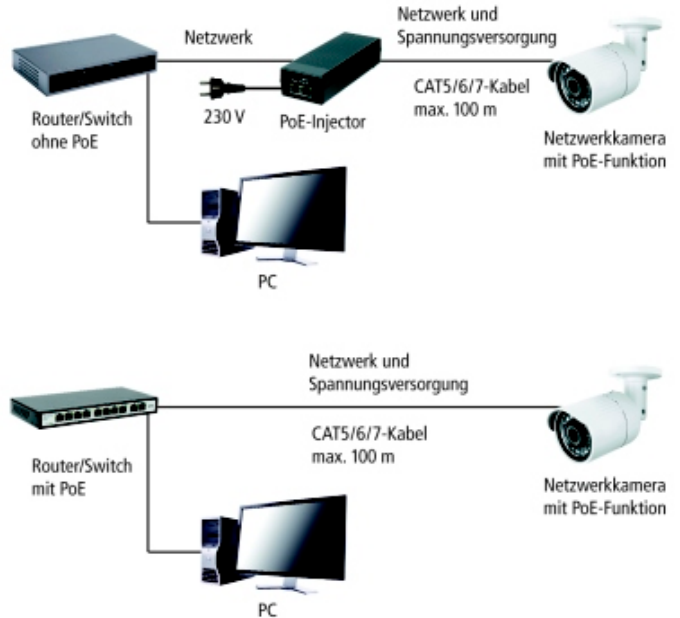 Netzwerk und
Spannungsversorgung
Netzwerk
CAT5/6/7-Kabel
max. 100 m
230 V
PoE-Injector
Router/Switch
ohne PoE
Netzwerkkamera
mit PoE-Funktion
PC
Netzwerk und
Spannungsversorgung
CAT5/6/7-Kabel
max. 100 m
Router/Switch
mit PoE
Netzwerkkamera
mit PoE-Funktion
PC